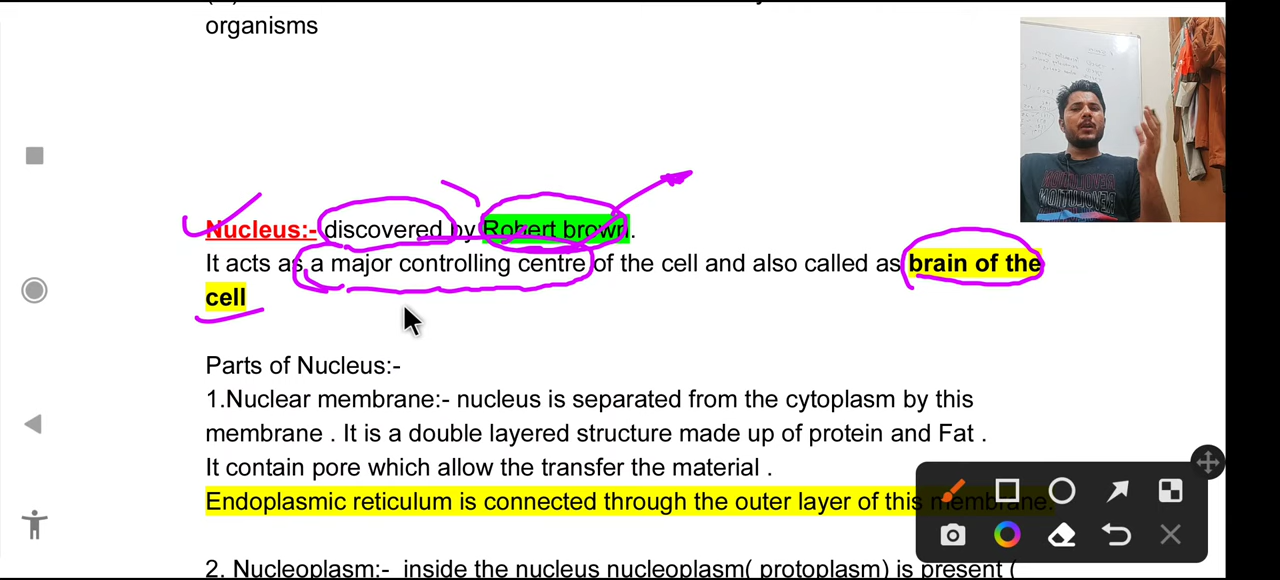 organisms
Nucleus:- discovered by Robert brown.
It acts as a major controlling centre of the cell and also called as brain of the
cell
Parts of Nucleus:-
1.Nuclear membrane:- nucleus is separated from the cytoplasm by this
membrane . It is a double layered structure made up of protein and Fat .
It contain pore which allow the transfer the material .
Endoplasmic reticulum is connected through the outer layer of this membrane.
2. Nucleoplasm:- inside the nucleus nucleoplasm( protoplasm) is present (